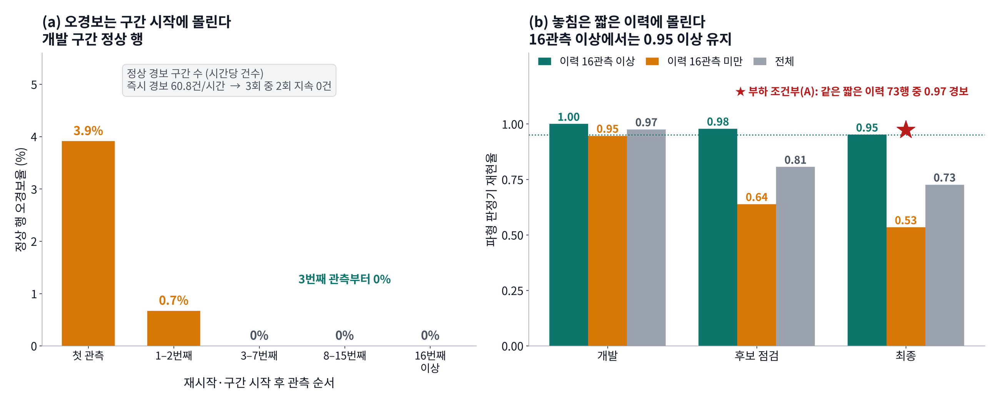 (a) 오경보는 구간 시작에 몰린다
개발 구간 정상 행
정상 경보 구간 수 (시간당 건수)
즉시 경보 60.8건/시간 → 3회 중 2회 지속 0건
정상 행 오경보율 (%)
5
4
3
2
1
0
3.9%
0.7%
0%
0%
0%
3번째 관측부터 0%
첫 관측
1–2번째
3–7번째
8–15번째
16번째
이상
재시작·구간 시작 후 관측 순서
(b) 놓침은 짧은 이력에 몰린다
16관측 이상에서는 0.95 이상 유지
이력 16관측 이상
이력 16관측 미만
전체
★ 부하 조건부(A): 같은 짧은 이력 73행 중 0.97 경보
파형 판정기 재현율
1.00
0.75
0.50
0.25
0.00
1.00
0.95
0.97
0.98
0.64
0.81
0.95
0.53
0.73
개발
후보 점검
최종